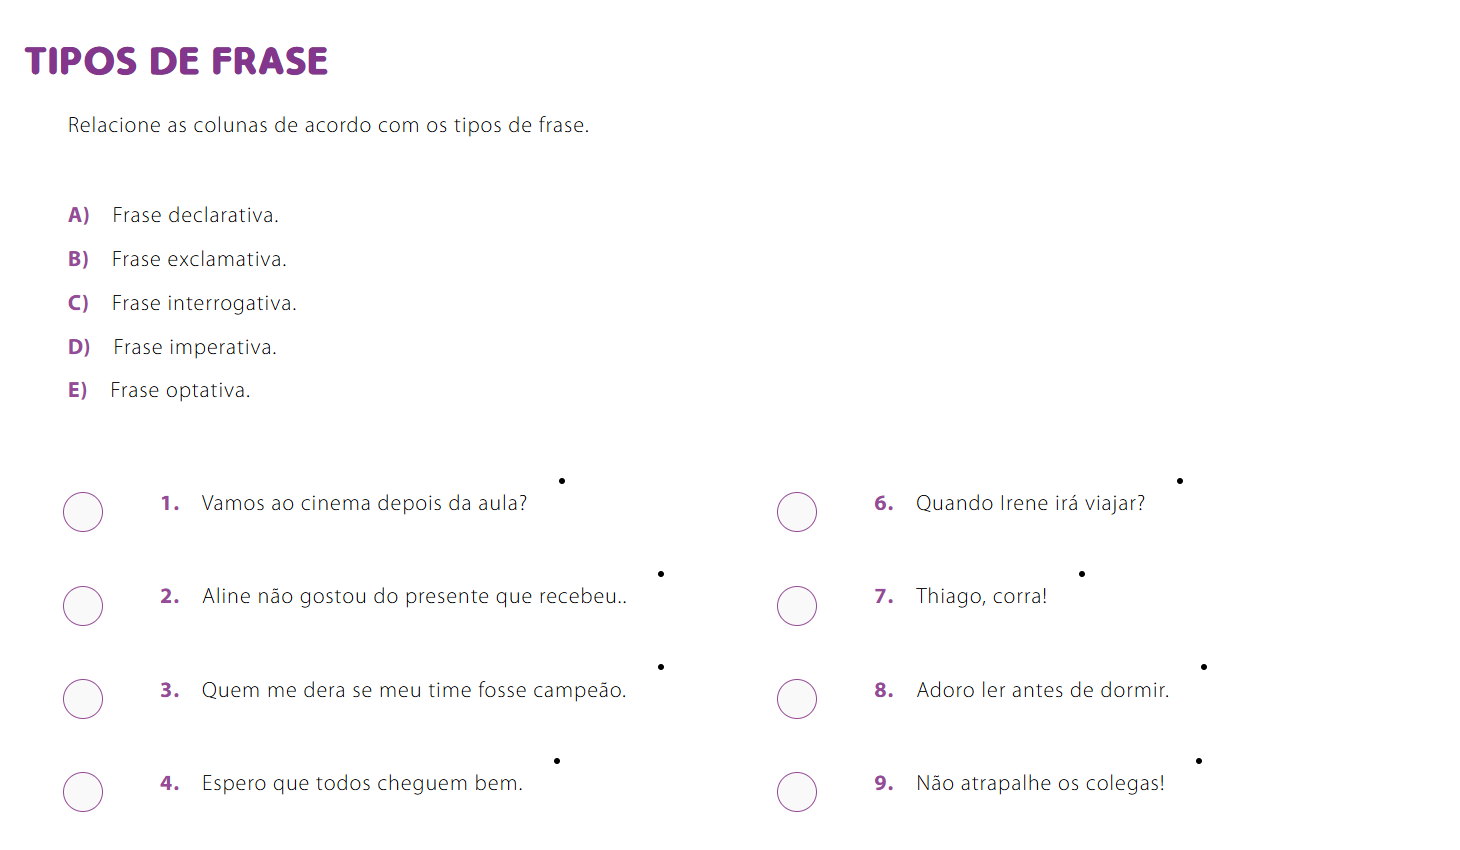 TIPOS DE FRASE
Relacione as colunas de acordo com os tipos de frase.
A) Frase declarativa.
B) Frase exclamativa.
C) Frase interrogativa.
D) Frase imperativa.
E) Frase optativa.
1. Vamos ao cinema depois da aula?
2. Aline não gostou do presente que recebeu..
3. Quem me dera se meu time fosse campeão.
4. Espero que todos cheguem bem.
6. Quando Irene irá viajar?
7. Thiago, corra!
8. Adoro ler antes de dormir.
9. Não atrapalhe os colegas!